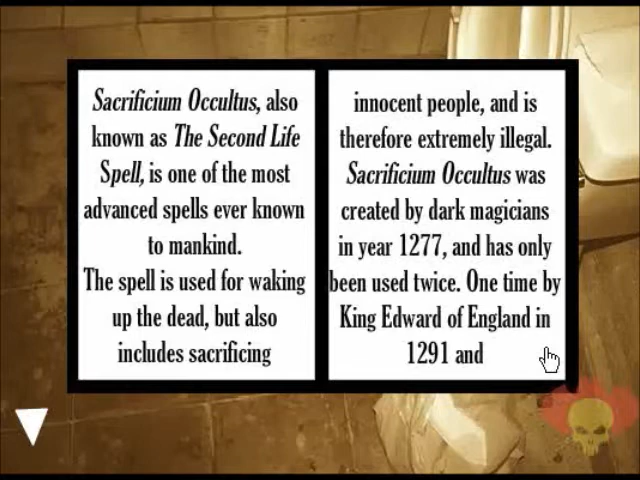 Sacrificium Occultus, also
known as The Second Life
Spell, is one of the most
advanced spells ever known
to mankind.
The spell is used for waking
up the dead, but also
includes sacrificing
innocent people, and is
therefore extremely illegal.
Sacrificium Occultus was
created by dark magicians
in year 1277, and has only
been used twice. One time by
King Edward of England in
1291 and